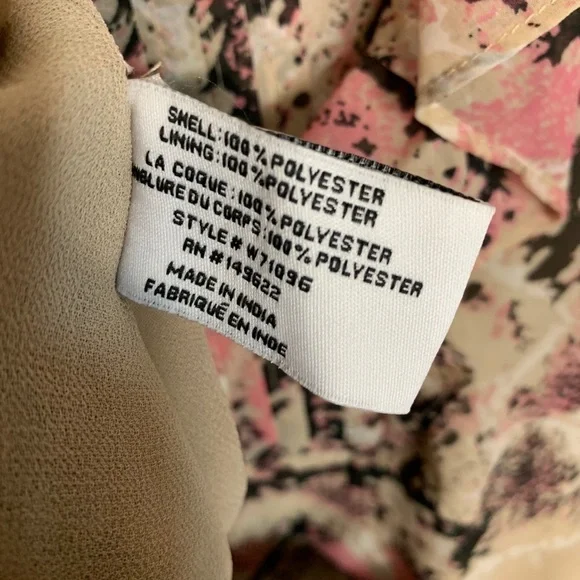 SHELL:100% POLYESTER
LINING:100% POLYESTER
LA COQUE:100% POLYESTER
DU CORPS:100% POLYESTER
STYLE# W71096
RN #149622
MADE IN INDIA
FABRIQUÉ EN INDE